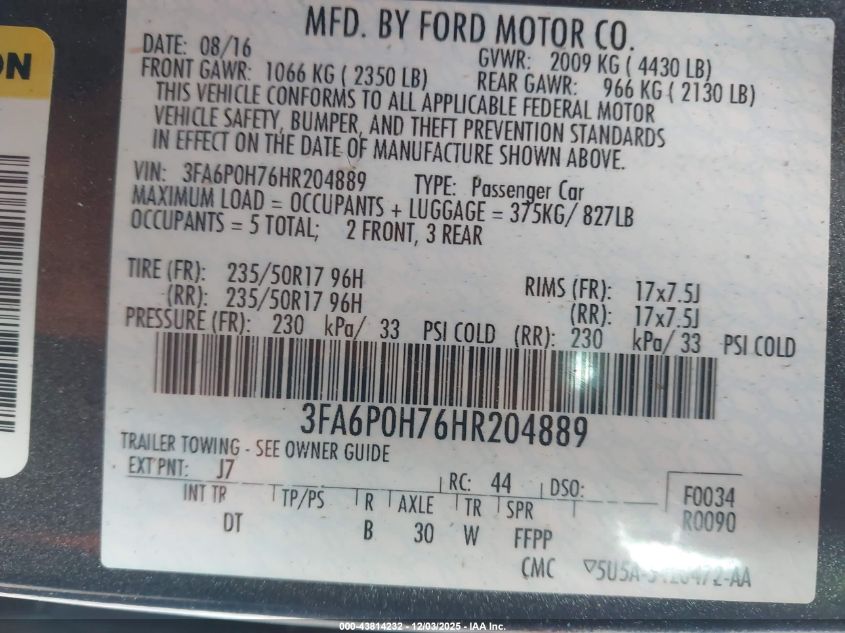 ON
MFD. BY FORD MOTOR CO.
DATE: 08/16 GVWR: 2009 KG ( 4430 LB)
FRONT GAWR: 1066 KG ( 2350 LB) REAR GAWR: 966 KG ( 2130 LB)
THIS VEHICLE CONFORMS TO ALL APPLICABLE FEDERAL MOTOR
VEHICLE SAFETY, BUMPER, AND THEFT PREVENTION STANDARDS
IN EFFECT ON THE DATE OF MANUFACTURE SHOWN ABOVE.
VIN: 3FA6P0H76HR204889 TYPE: Passenger Car
MAXIMUM LOAD = OCCUPANTS + LUGGAGE = 375KG/ 827LB
OCCUPANTS = 5 TOTAL; 2 FRONT, 3 REAR
TIRE (FR): 235/50R17 96H RIMS (FR): 17x7.5J
(RR): 235/50R17 96H (RR): 17x7.5J
PRESSURE (FR): 230 kPa/ 33 PSI COLD (RR): 230 kPa/ 33 PSI COLD
3FA6P0H76HR204889
TRAILER TOWING - SEE OWNER GUIDE
EXT PNT: J7 RC: 44 DSO: F0034
INT TR TP/PS R AXLE TR SPR R0090
DT B 30 W FFPP
CMC
000-43814232 - 12/03/2025 - IAA Inc.